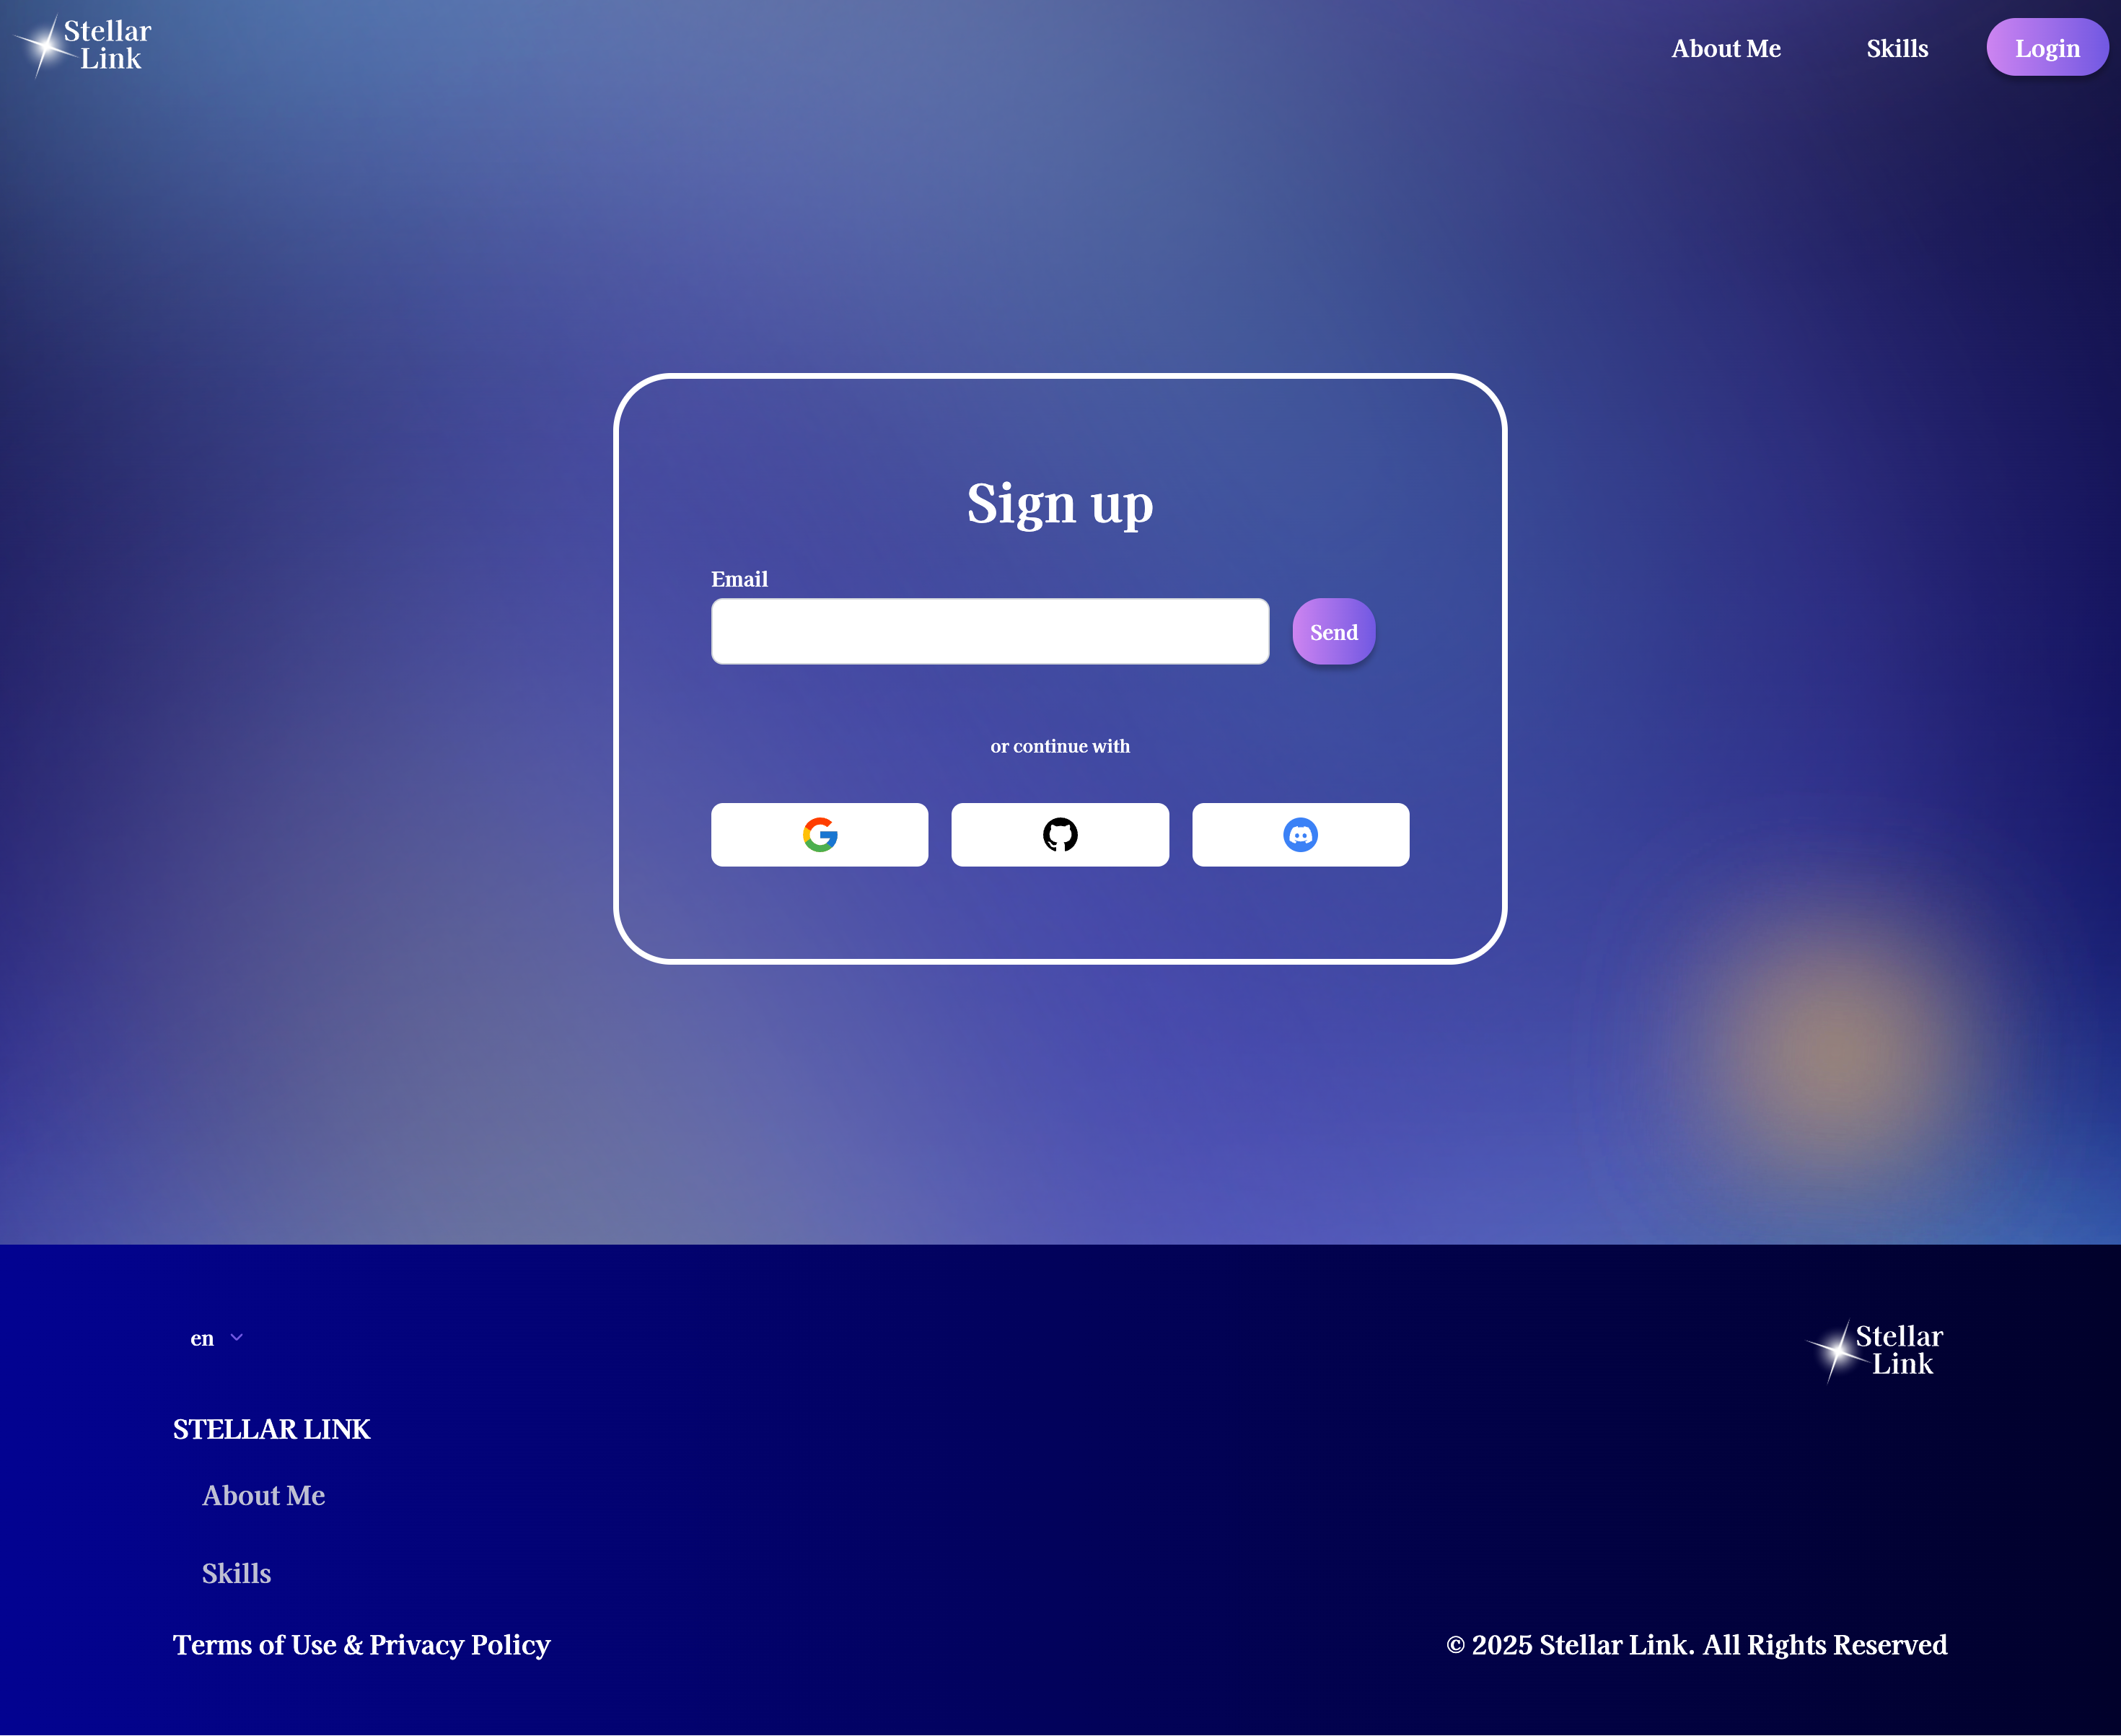 Stellar
Link
About Me
Skills
Login
Sign up
Email
Send
or continue with
en
Stellar
Link
STELLAR LINK
About Me
Skills
Terms of Use & Privacy Policy
© 2025 Stellar Link. All Rights Reserved